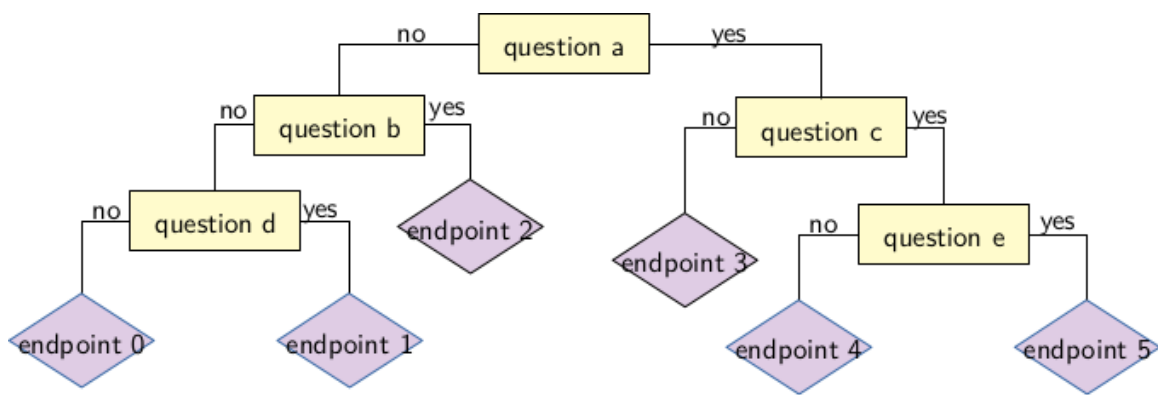 question a
no
yes
question b
no
yes
question c
no
yes
question d
no
yes
endpoint 2
endpoint 3
question e
no
yes
endpoint 0
endpoint 1
endpoint 4
endpoint 5